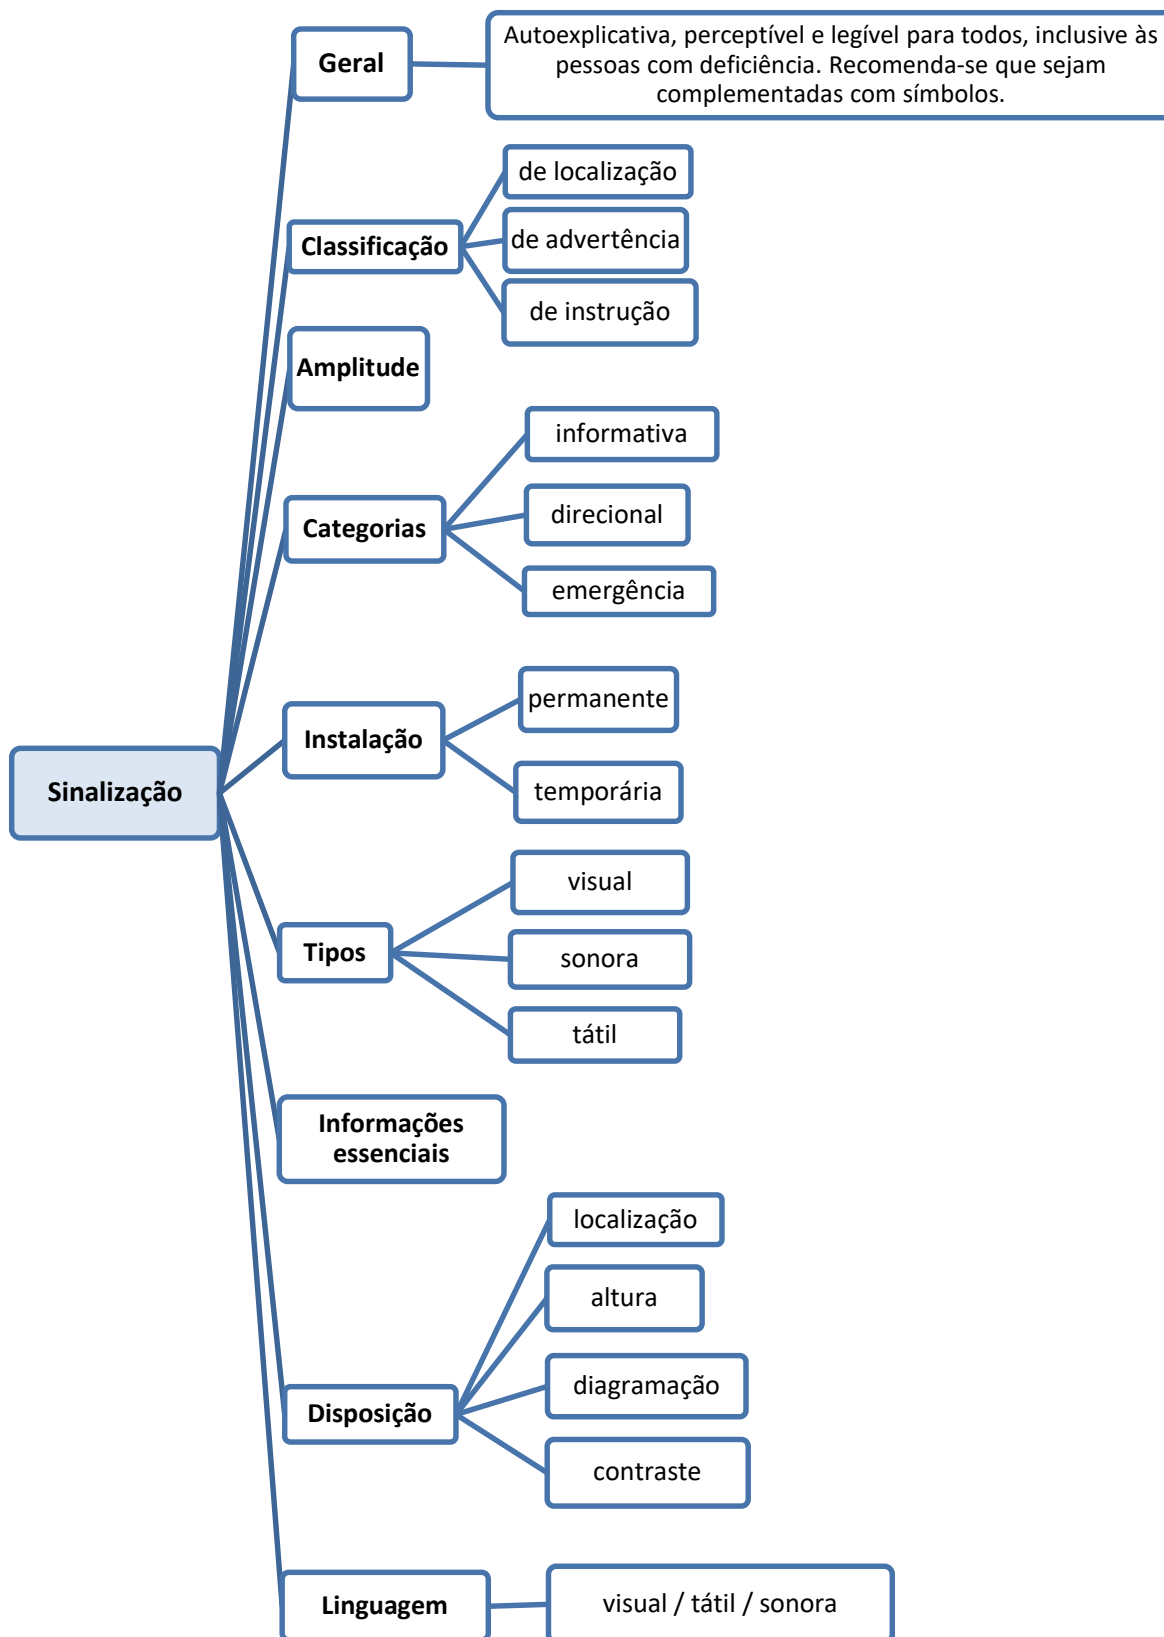 Geral
Autoexplicativa, perceptível e legível para todos, inclusive às
pessoas com deficiência. Recomenda-se que sejam
complementadas com símbolos.
Classificação
de localização
de advertência
de instrução
Amplitude
Categorias
informativa
direcional
emergência
Sinalização
Instalação
permanente
temporária
Tipos
visual
sonora
tátil
Informações
essenciais
Disposição
localização
altura
diagramação
contraste
Linguagem
visual / tátil / sonora